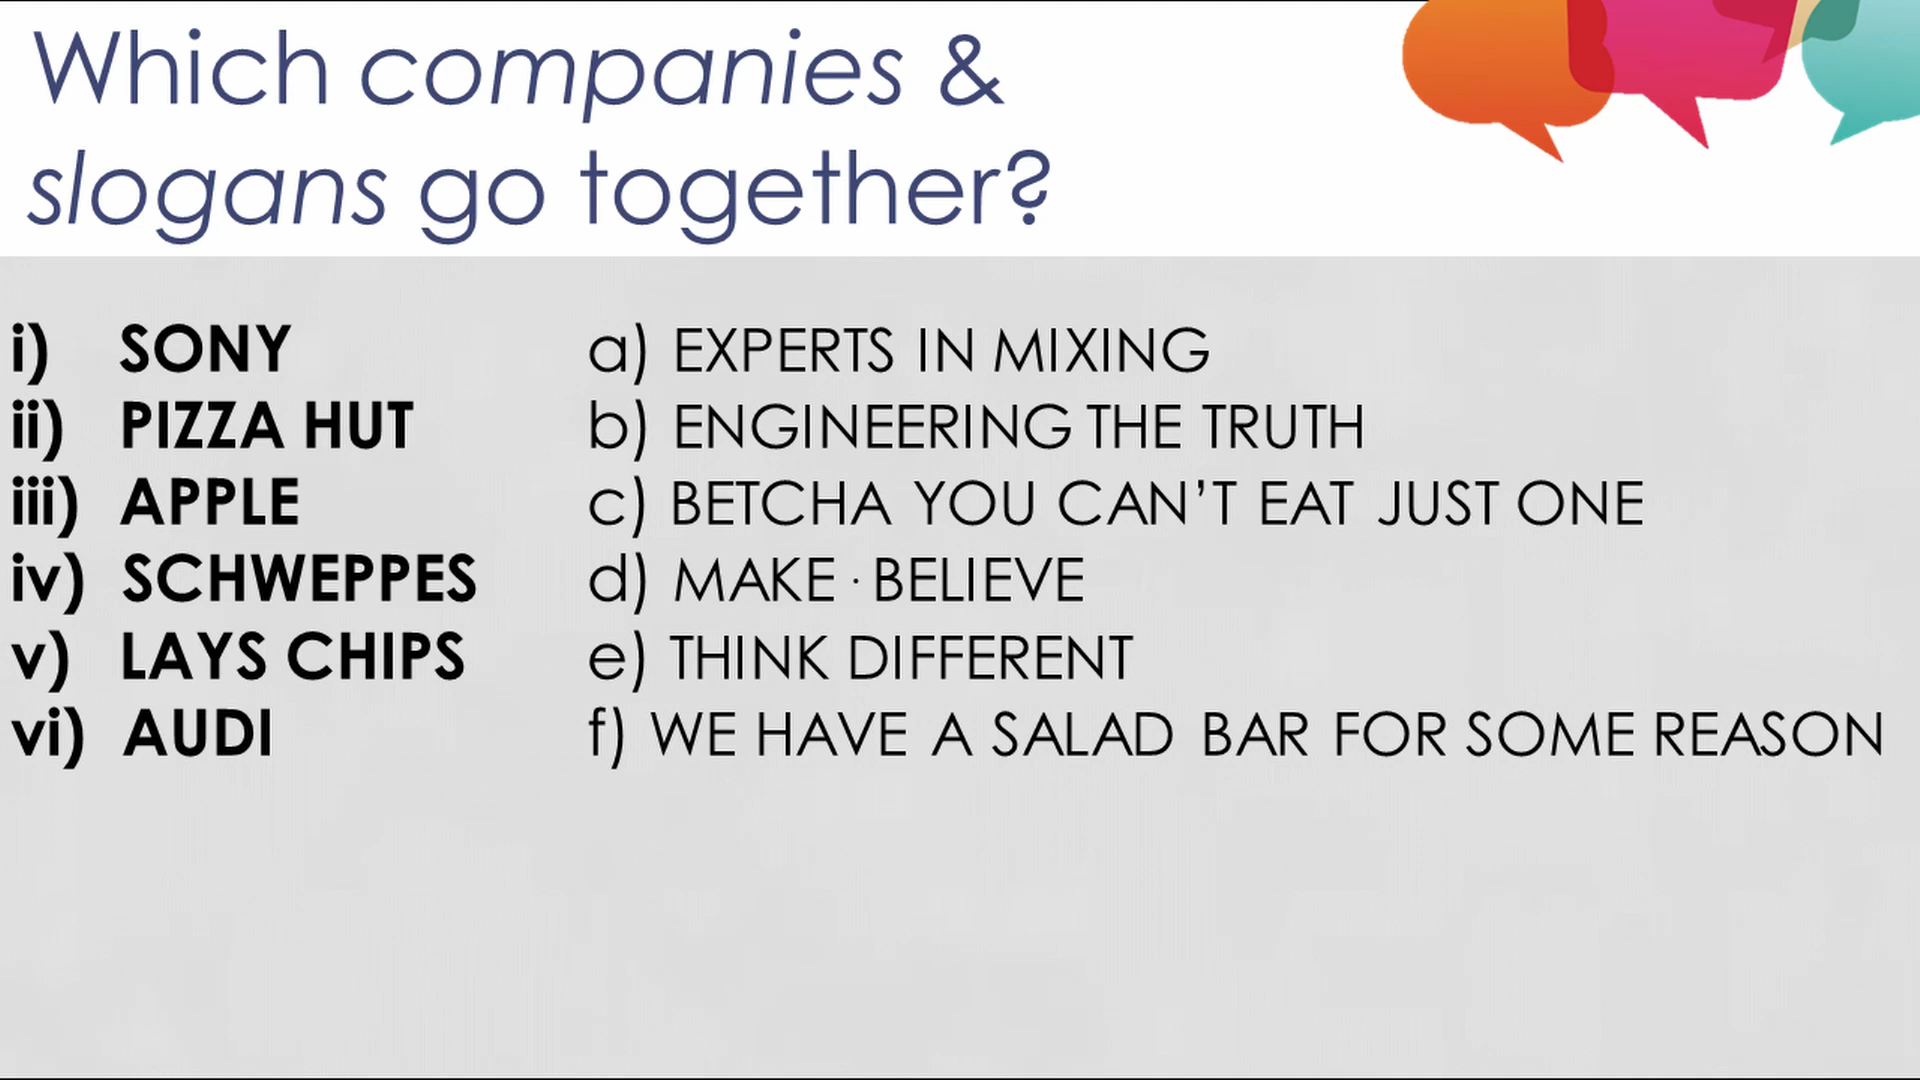 Which companies &
slogans go together?
i) SONY a) EXPERTS IN MIXING
ii) PIZZA HUT b) ENGINEERING THE TRUTH
iii) APPLE c) BETCHA YOU CAN’T EAT JUST ONE
iv) SCHWEPPES d) MAKE · BELIEVE
v) LAYS CHIPS e) THINK DIFFERENT
vi) AUDI f) WE HAVE A SALAD BAR FOR SOME REASON